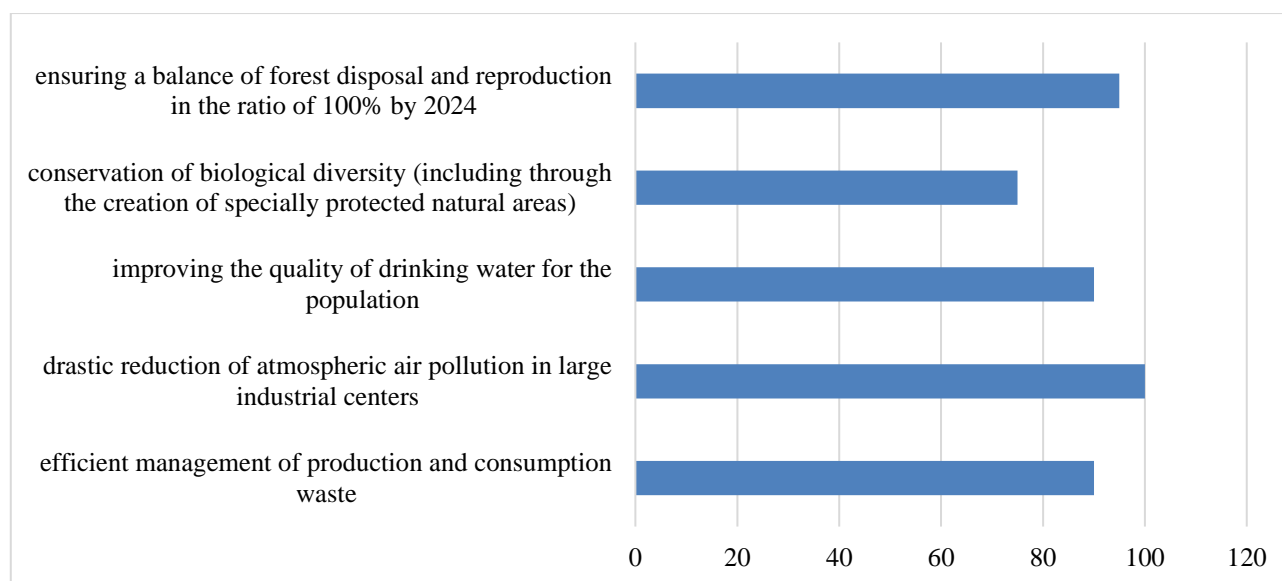 ensuring a balance of forest disposal and reproduction
in the ratio of 100% by 2024
conservation of biological diversity (including through
the creation of specially protected natural areas)
improving the quality of drinking water for the
population
drastic reduction of atmospheric air pollution in large
industrial centers
efficient management of production and consumption
waste
0 20 40 60 80 100 120